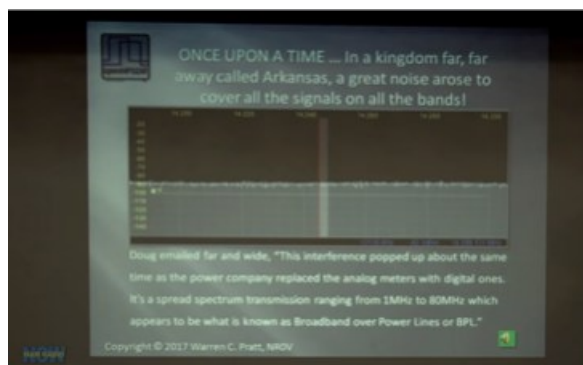 ONCE UPON A TIME ... In a kingdom far, far
away called Arkansas, a great noise arose to
cover all the signals on all the bands!
Doug emailed far and wide, "This interference popped up about the same
time as the power company replaced the analog meters with digital ones.
It's a spread spectrum transmission ranging from 1MHz to 80MHz which
appears to be what is known as Broadband over Power Lines or BPL."
Copyright © 2017 Warren C. Pratt, NR0V